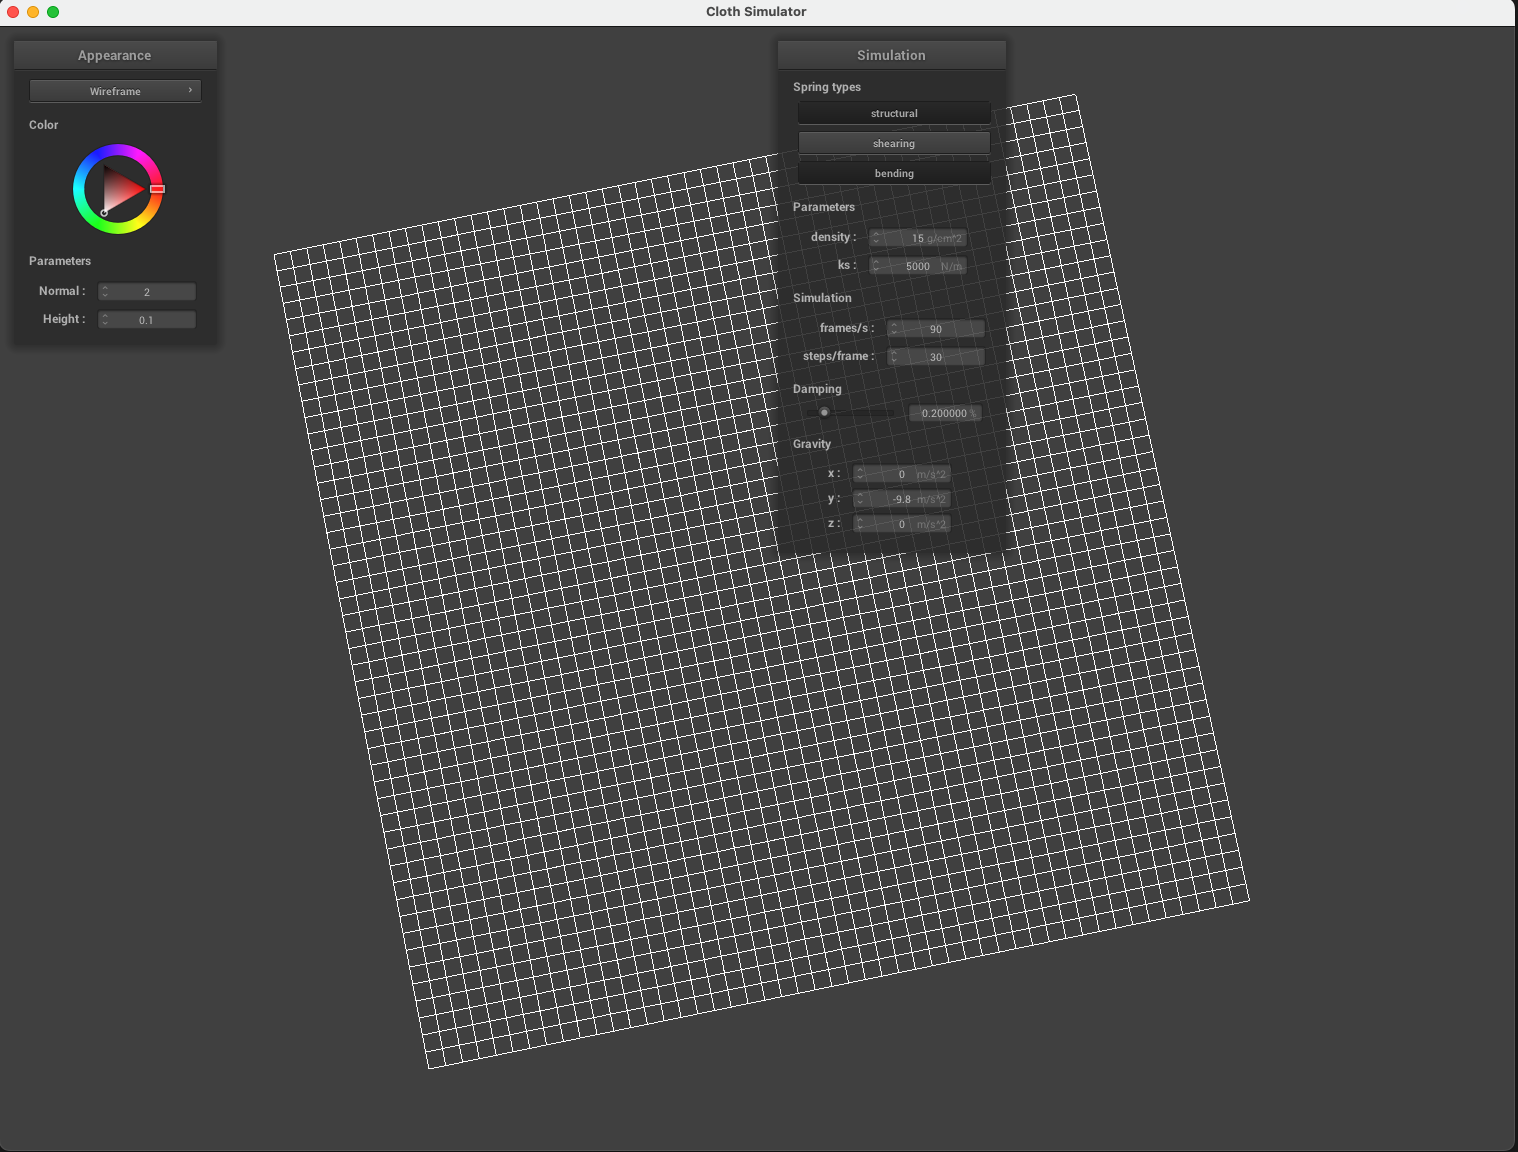 Cloth Simulator
Appearance
Wireframe ›
Color
Parameters
Normal : 2
Height : 0.1
Simulation
Spring types
structural
shearing
bending
Parameters
density : 15 g/cm^2
ks : 5000 N/m
Simulation
frames/s : 90
steps/frame : 30
Damping
0.200000 %
Gravity
x : 0 m/s^2
y : -9.8 m/s^2
z : 0 m/s^2